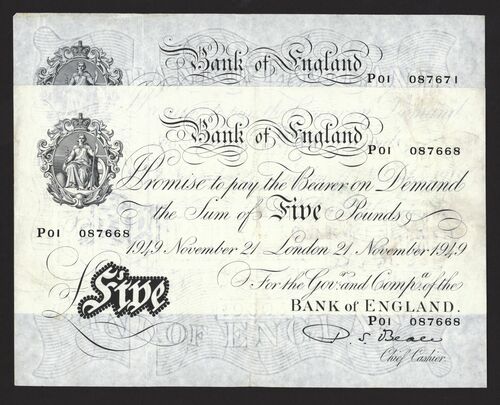 Bank of England
P01 087671
Bank of England
P01 087668
I Promise to pay the Bearer on Demand
the Sum of Five Pounds
P01 087668
1949 November 21 London 21 November 1949
Five
For the Govr. and Compa. of the
BANK OF ENGLAND.
P01 087668
P. S. Beale
Chief Cashier.
OF ENGL